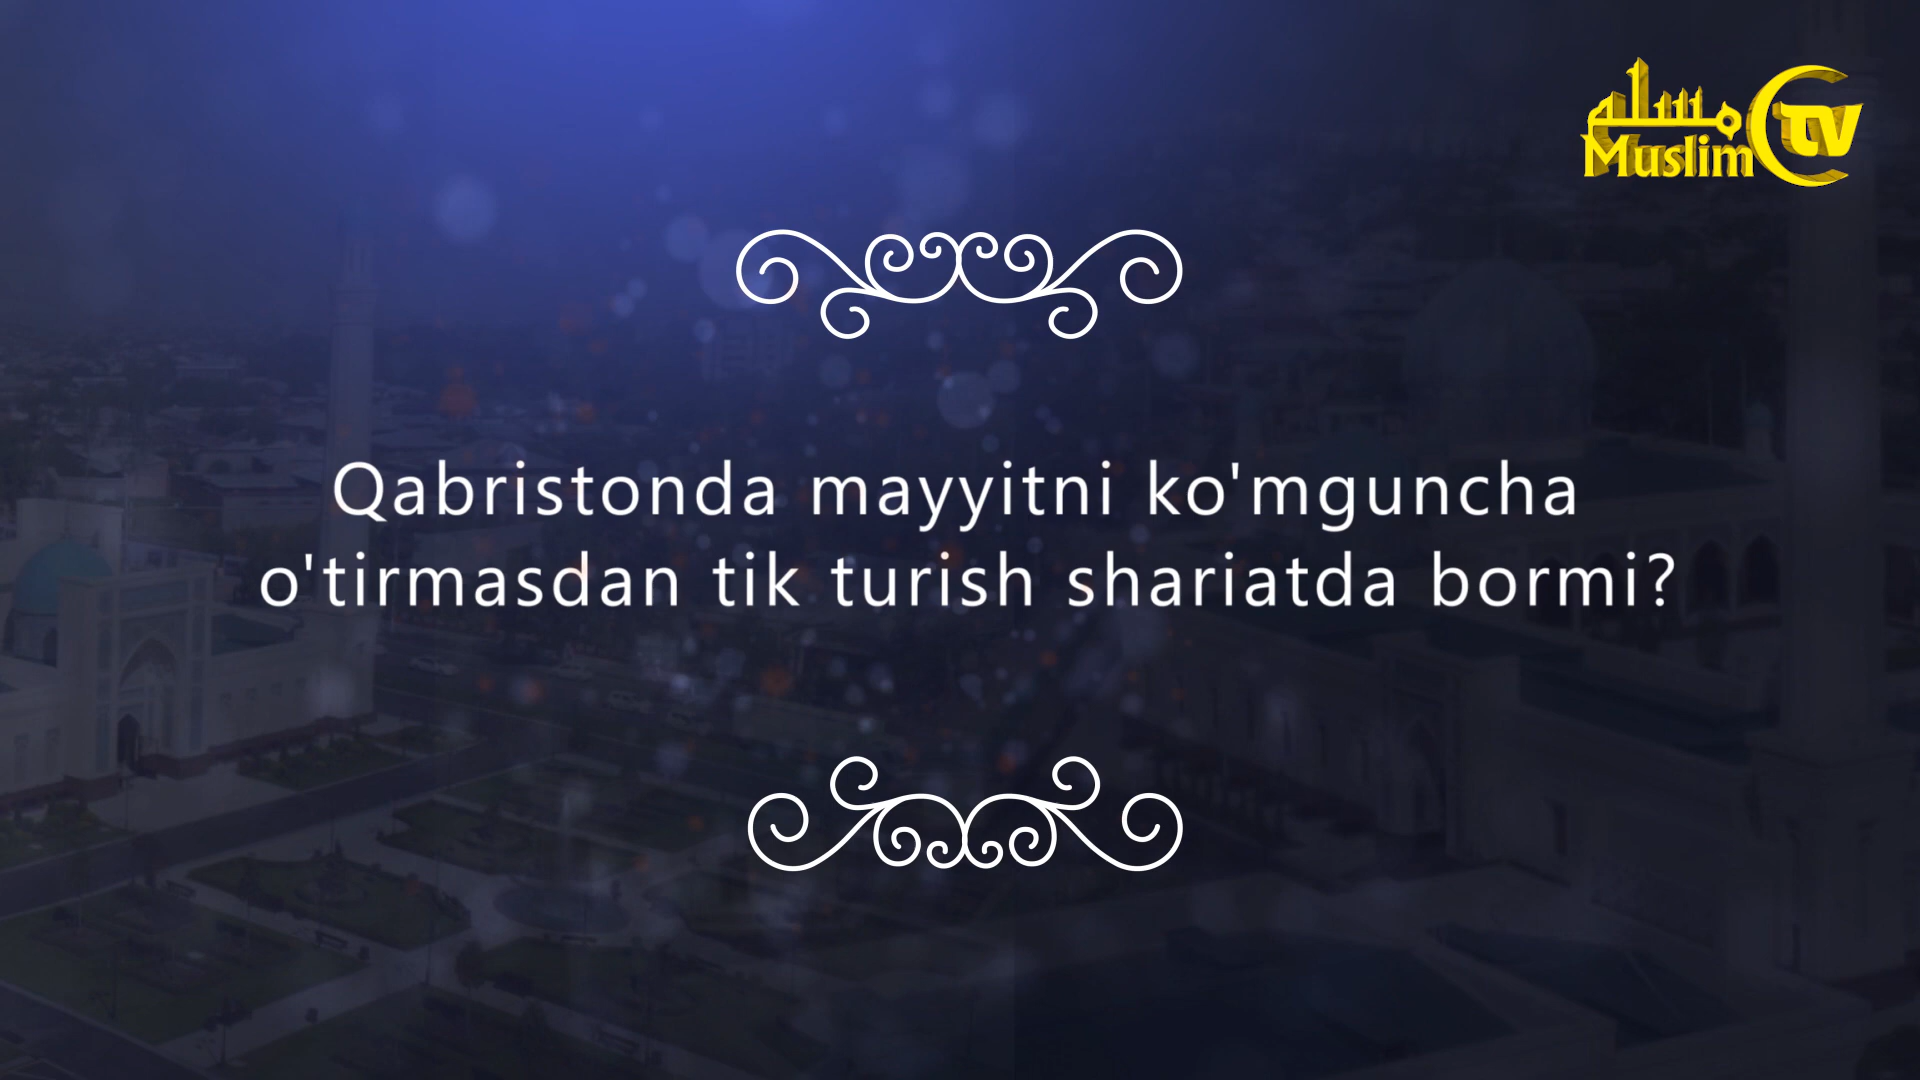 مسلم
Muslim tv
Qabristonda mayyitni ko'mguncha
o'tirmasdan tik turish shariatda bormi?